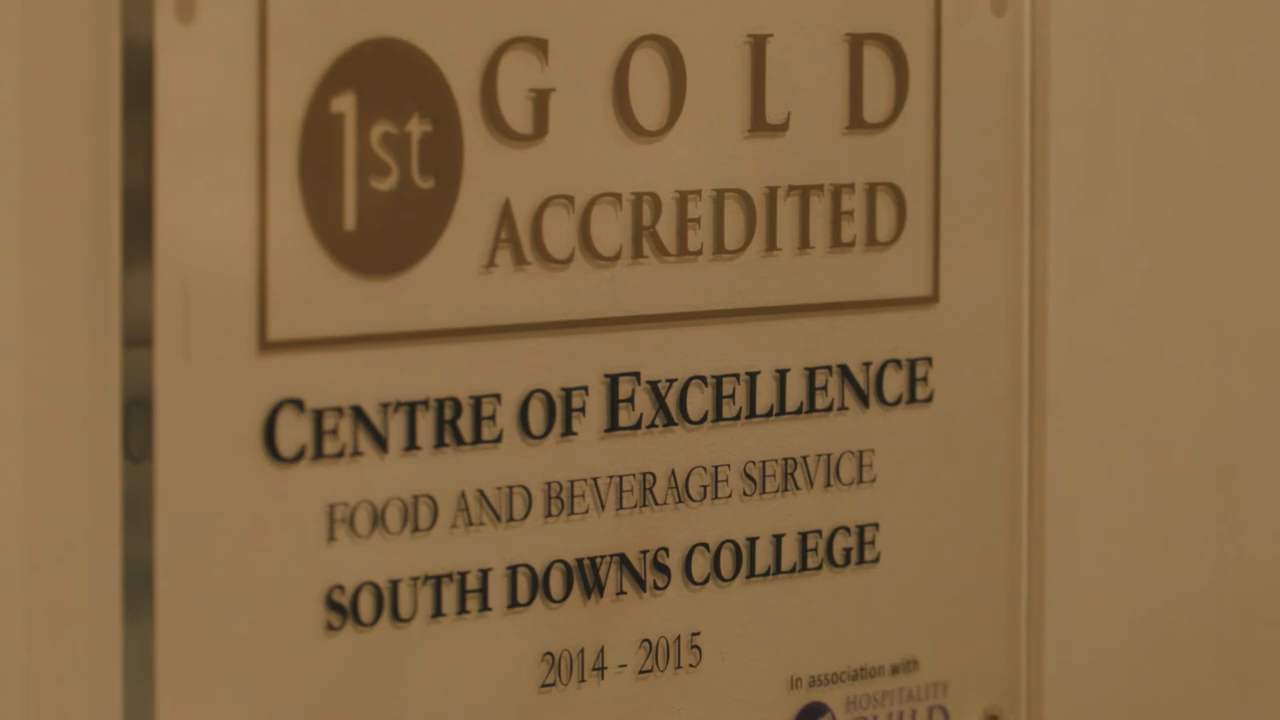 1st
GOLD
ACCREDITED
CENTRE OF EXCELLENCE
FOOD AND BEVERAGE SERVICE
SOUTH DOWNS COLLEGE
2014 - 2015
In association with
HOSPITALITY
GUILD